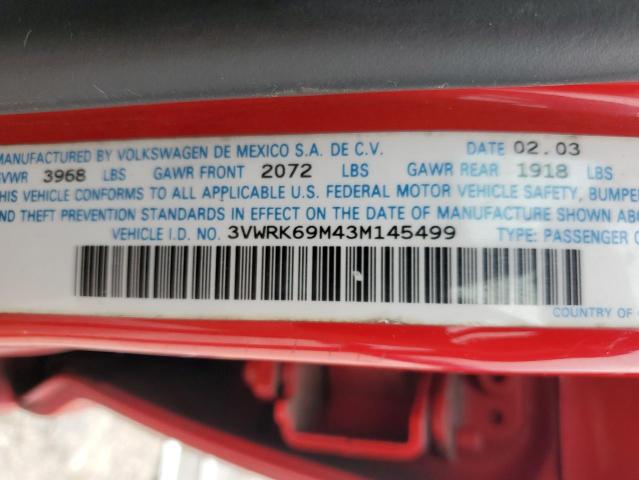 MANUFACTURED BY VOLKSWAGEN DE MEXICO S.A. DE C.V. DATE 02.03
GVWR 3968 LBS GAWR FRONT 2072 LBS GAWR REAR 1918 LBS
THIS VEHICLE CONFORMS TO ALL APPLICABLE U.S. FEDERAL MOTOR VEHICLE SAFETY, BUMPE
AND THEFT PREVENTION STANDARDS IN EFFECT ON THE DATE OF MANUFACTURE SHOWN ABO
VEHICLE I.D. NO. 3VWRK69M43M145499 TYPE: PASSENGER C
COUNTRY OF